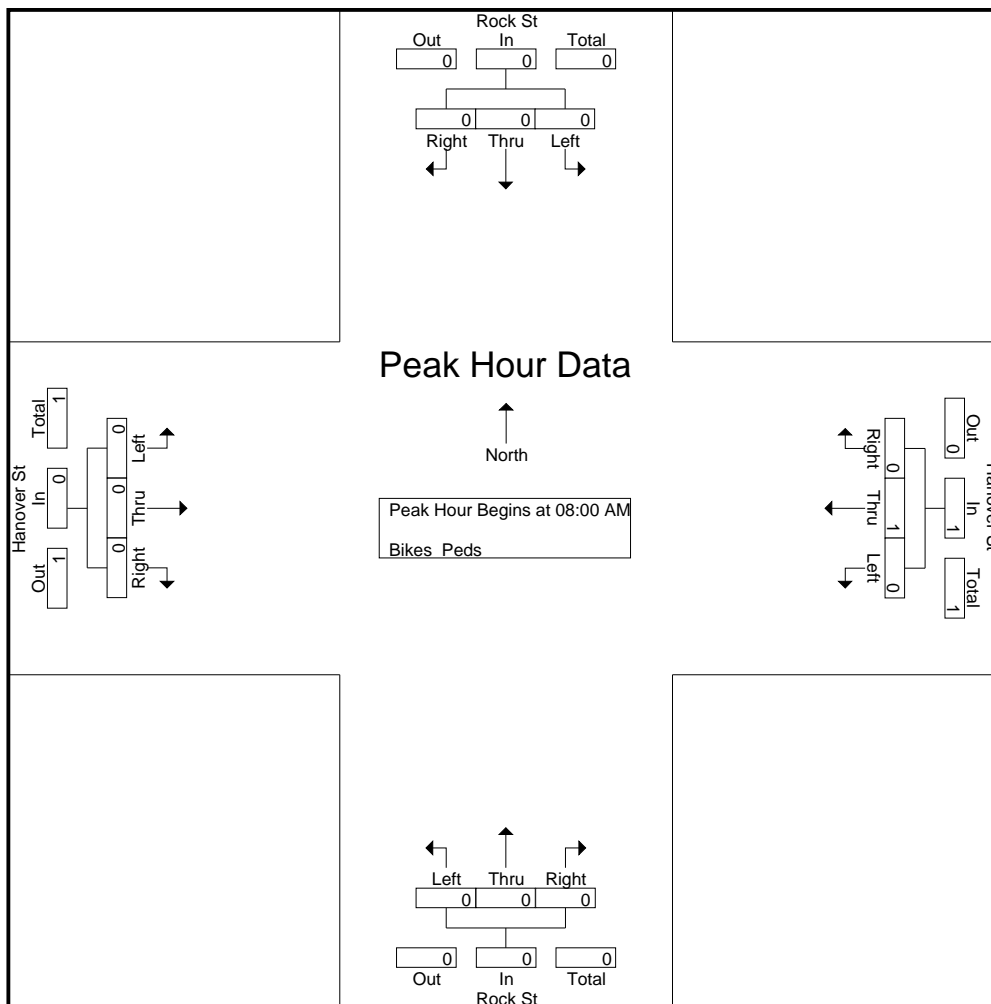 Rock St
Out In Total
0 0 0
0 0 0
Right Thru Left
Peak Hour Data
North
Peak Hour Begins at 08:00 AM
Bikes Peds
Hanover St
Total In Out
1 0 1
0 0 0
Left Thru Right
Out In Total
0 1 1
0 1 0
Right Thru Left
Hanover St
Left Thru Right
0 0 0
0 0 0
Out In Total
Rock St